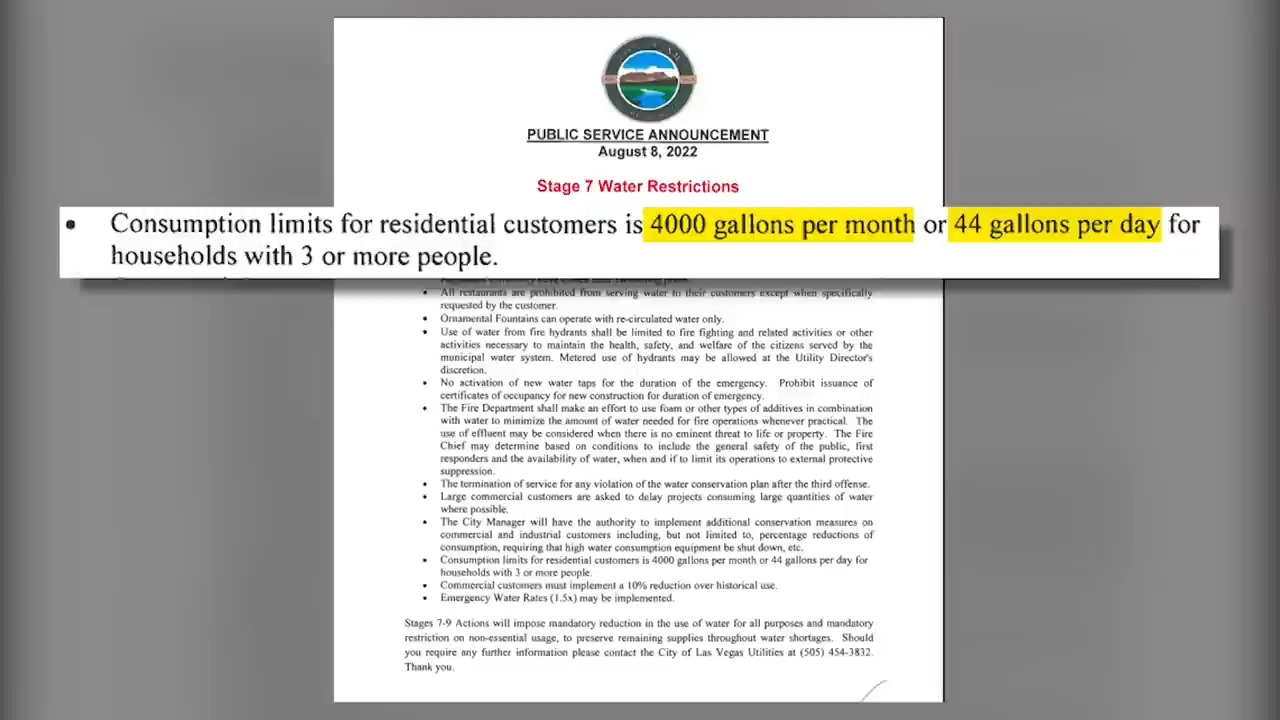 PUBLIC SERVICE ANNOUNCEMENT
August 8, 2022
Stage 7 Water Restrictions
• Consumption limits for residential customers is 4000 gallons per month or 44 gallons per day for
households with 3 or more people.
• All restaurants are prohibited from serving water to their customers except when specifically
requested by the customer.
• Ornamental Fountains can operate with re-circulated water only.
• Use of water from fire hydrants shall be limited to fire fighting and related activities or other
activities necessary to maintain the health, safety, and welfare of the citizens served by the
municipal water system. Metered use of hydrants may be allowed at the Utility Director's
discretion.
• No activation of new water taps for the duration of the emergency. Prohibit issuance of
certificates of occupancy for new construction for duration of emergency.
• The Fire Department shall make an effort to use foam or other types of additives in combination
with water to minimize the amount of water needed for fire operations whenever practical. The
use of effluent may be considered when there is no eminent threat to life or property. The Fire
Chief may determine based on conditions to include the general safety of the public, first
responders and the availability of water, when and if to limit its operations to external protective
suppression.
• The termination of service for any violation of the water conservation plan after the third offense.
• Large commercial customers are asked to delay projects consuming large quantities of water
where possible.
• The City Manager will have the authority to implement additional conservation measures on
commercial and industrial customers including, but not limited to, percentage reductions of
consumption, requiring that high water consumption equipment be shut down, etc.
• Consumption limits for residential customers is 4000 gallons per month or 44 gallons per day for
households with 3 or more people.
• Commercial customers must implement a 10% reduction over historical use.
• Emergency Water Rates (1.5x) may be implemented.
Stages 7-9 Actions will impose mandatory reduction in the use of water for all purposes and mandatory
restriction on non-essential usage, to preserve remaining supplies throughout water shortages. Should
you require any further information please contact the City of Las Vegas Utilities at (505) 454-3832.
Thank you.